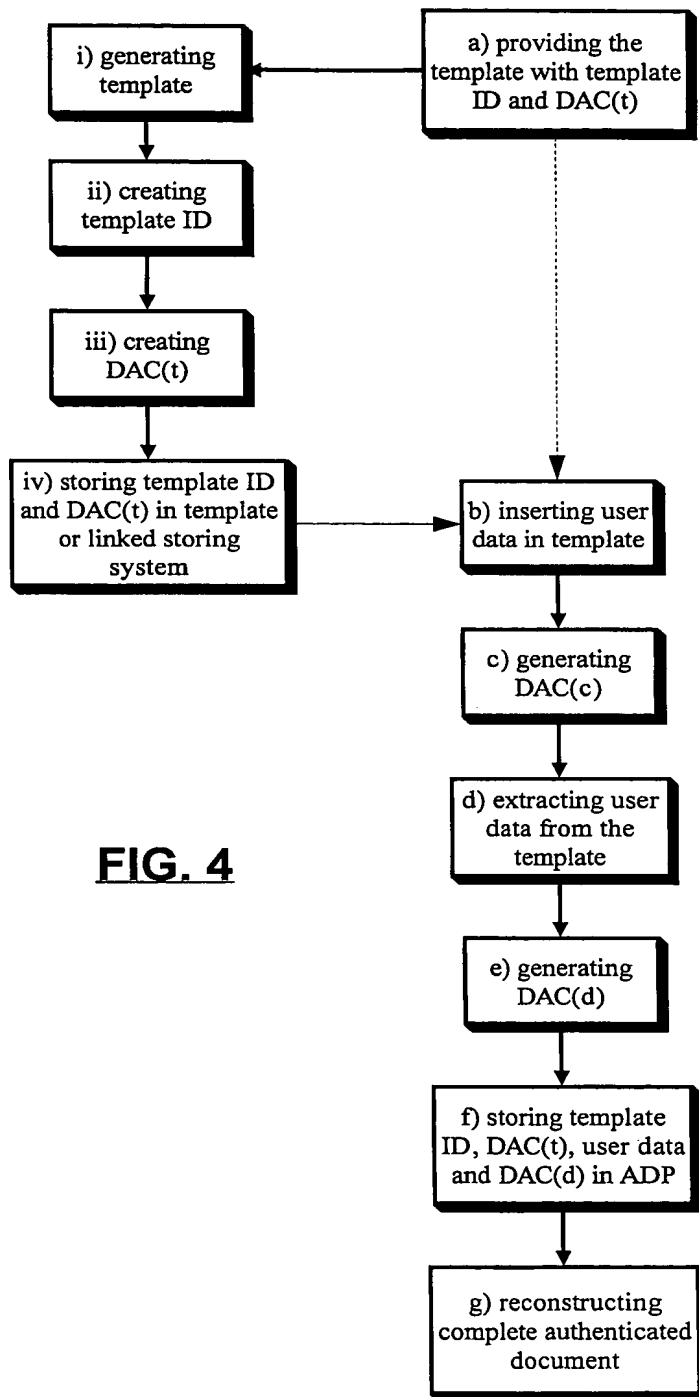 i) generating
template
a) providing the
template with template
ID and DAC(t)
ii) creating
template ID
iii) creating
DAC(t)
iv) storing template ID
and DAC(t) in template
or linked storing
system
b) inserting user
data in template
c) generating
DAC(c)
d) extracting user
data from the
template
FIG. 4
e) generating
DAC(d)
f) storing template
ID, DAC(t), user data
and DAC(d) in ADP
g) reconstructing
complete authenticated
document